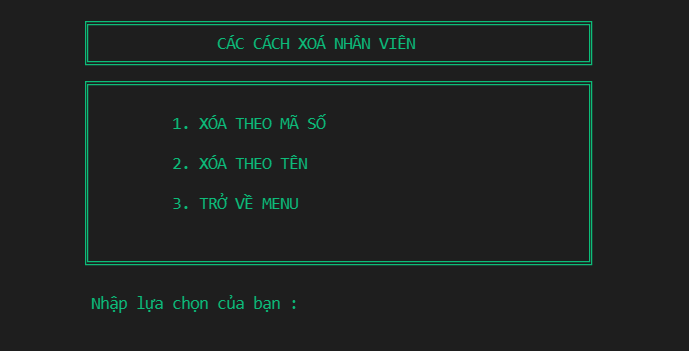 CÁC CÁCH XOÁ NHÂN VIÊN
1. XÓA THEO MÃ SỐ
2. XÓA THEO TÊN
3. TRỞ VỀ MENU
Nhập lựa chọn của bạn :